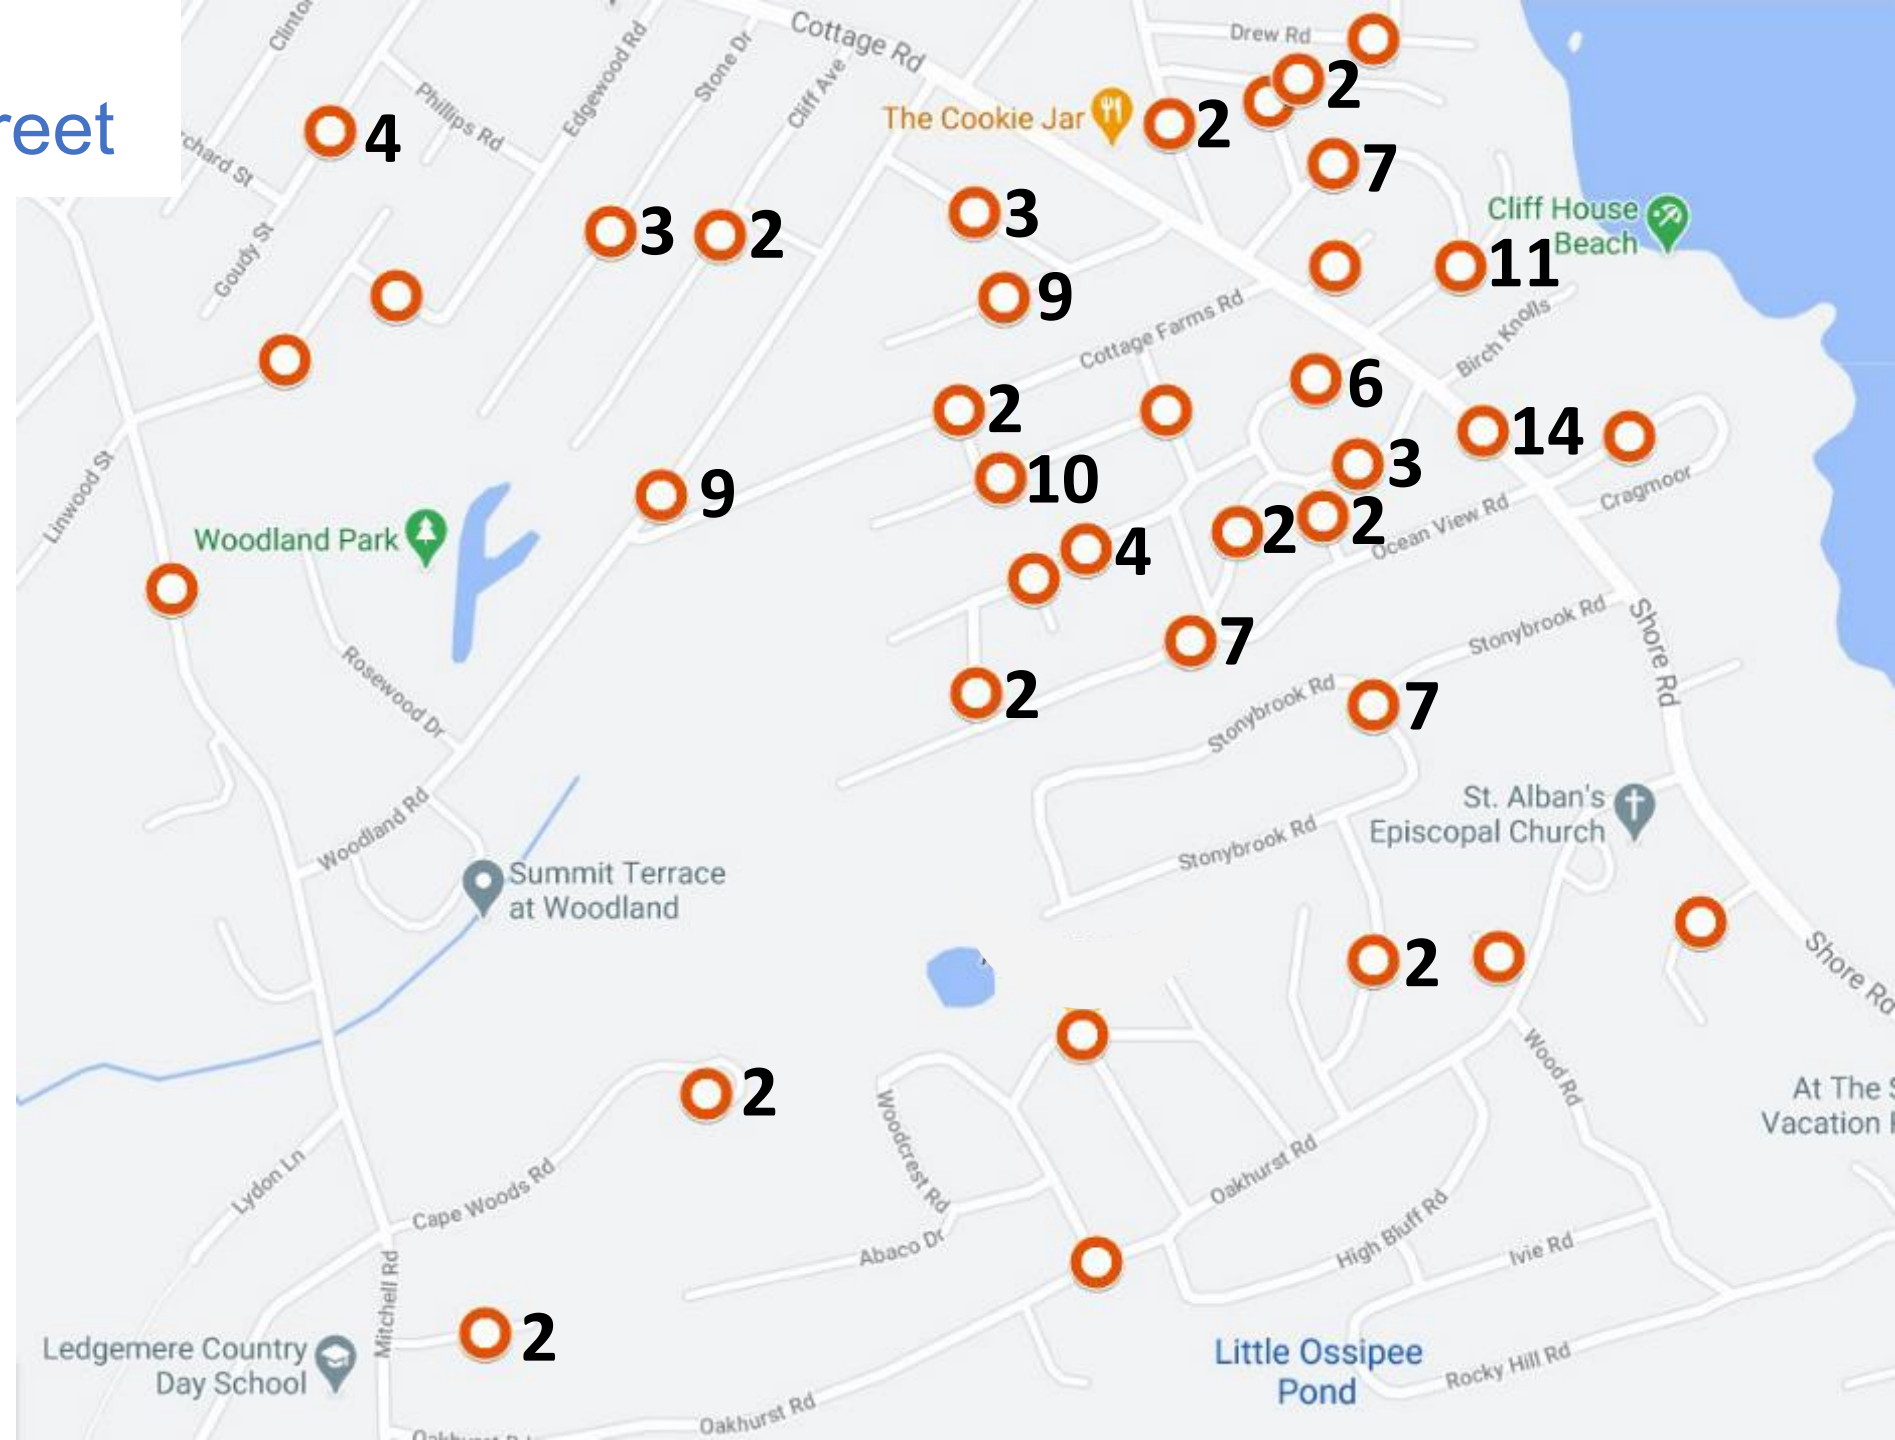 reet
Clinto
Cottage Rd
Drew Rd
Edgewood Rd
Stone Dr
Cliff Ave
Phillips Rd
The Cookie Jar
2
2
4
rchard St
7
Goudy St
3
2
3
Cliff House
Beach
11
9
Cottage Farms Rd
Birch Knolls
6
2
14
Linwood St
10
3
Cragmoor
9
Woodland Park
2
2
Ocean View Rd
4
Rosewood Dr
7
Stonybrook Rd
Shore Rd
2
Stonybrook Rd
7
Woodland Rd
St. Alban's
Episcopal Church
Stonybrook Rd
Summit Terrace
at Woodland
2
Shore Rd
Wood Rd
2
At The S
Vacation
Woodcrest Rd
Lydon Ln
Cape Woods Rd
Oakhurst Rd
High Bluff Rd
Abaco Dr
Ivie Rd
Mitchell Rd
2
Ledgemere Country
Day School
Little Ossipee
Pond
Rocky Hill Rd
Oakhurst Rd